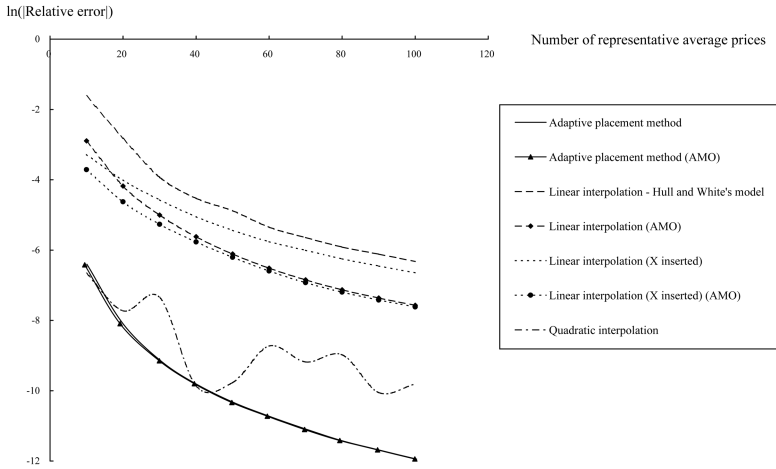 ln(|Relative error|)
Number of representative average prices
0
0 20 40 60 80 100 120
-2
-4
-6
-8
-10
-12
Adaptive placement method
Adaptive placement method (AMO)
Linear interpolation - Hull and White's model
Linear interpolation (AMO)
Linear interpolation (X inserted)
Linear interpolation (X inserted) (AMO)
Quadratic interpolation